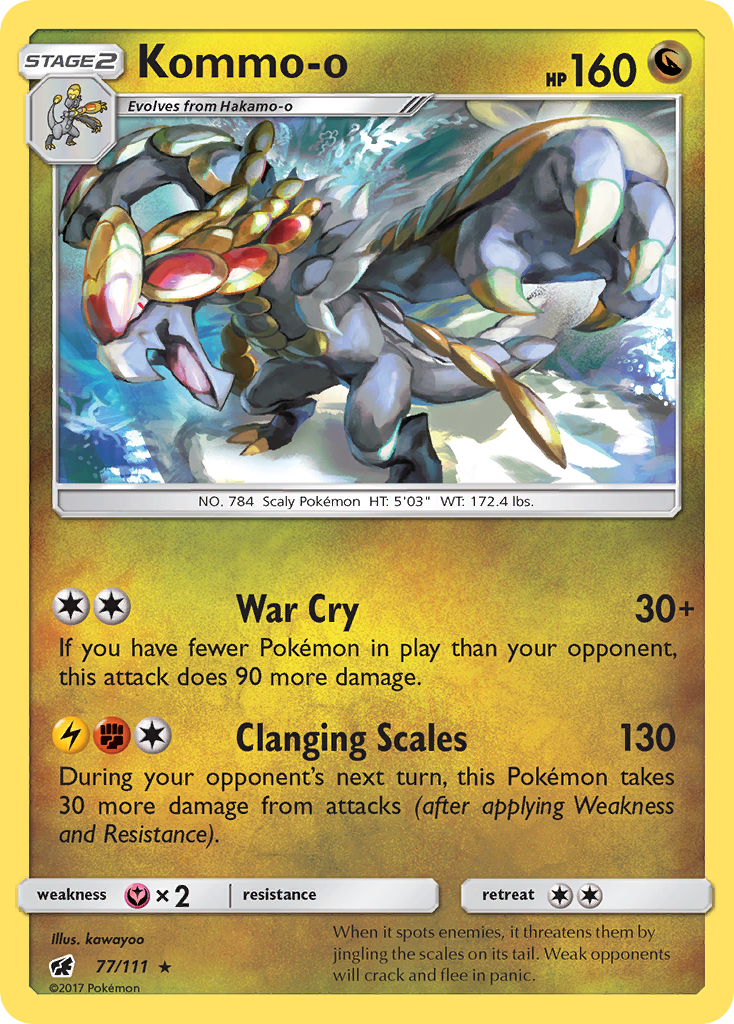 STAGE2
Kommo-o
HP 160
Evolves from Hakamo-o
NO. 784 Scaly Pokémon HT: 5'03" WT: 172.4 lbs.
War Cry 30+
If you have fewer Pokémon in play than your opponent,
this attack does 90 more damage.
Clanging Scales 130
During your opponent's next turn, this Pokémon takes
30 more damage from attacks (after applying Weakness
and Resistance).
weakness ×2 resistance retreat
Illus. kawayoo
77/111 ★
©2017 Pokémon
When it spots enemies, it threatens them by
jingling the scales on its tail. Weak opponents
will crack and flee in panic.